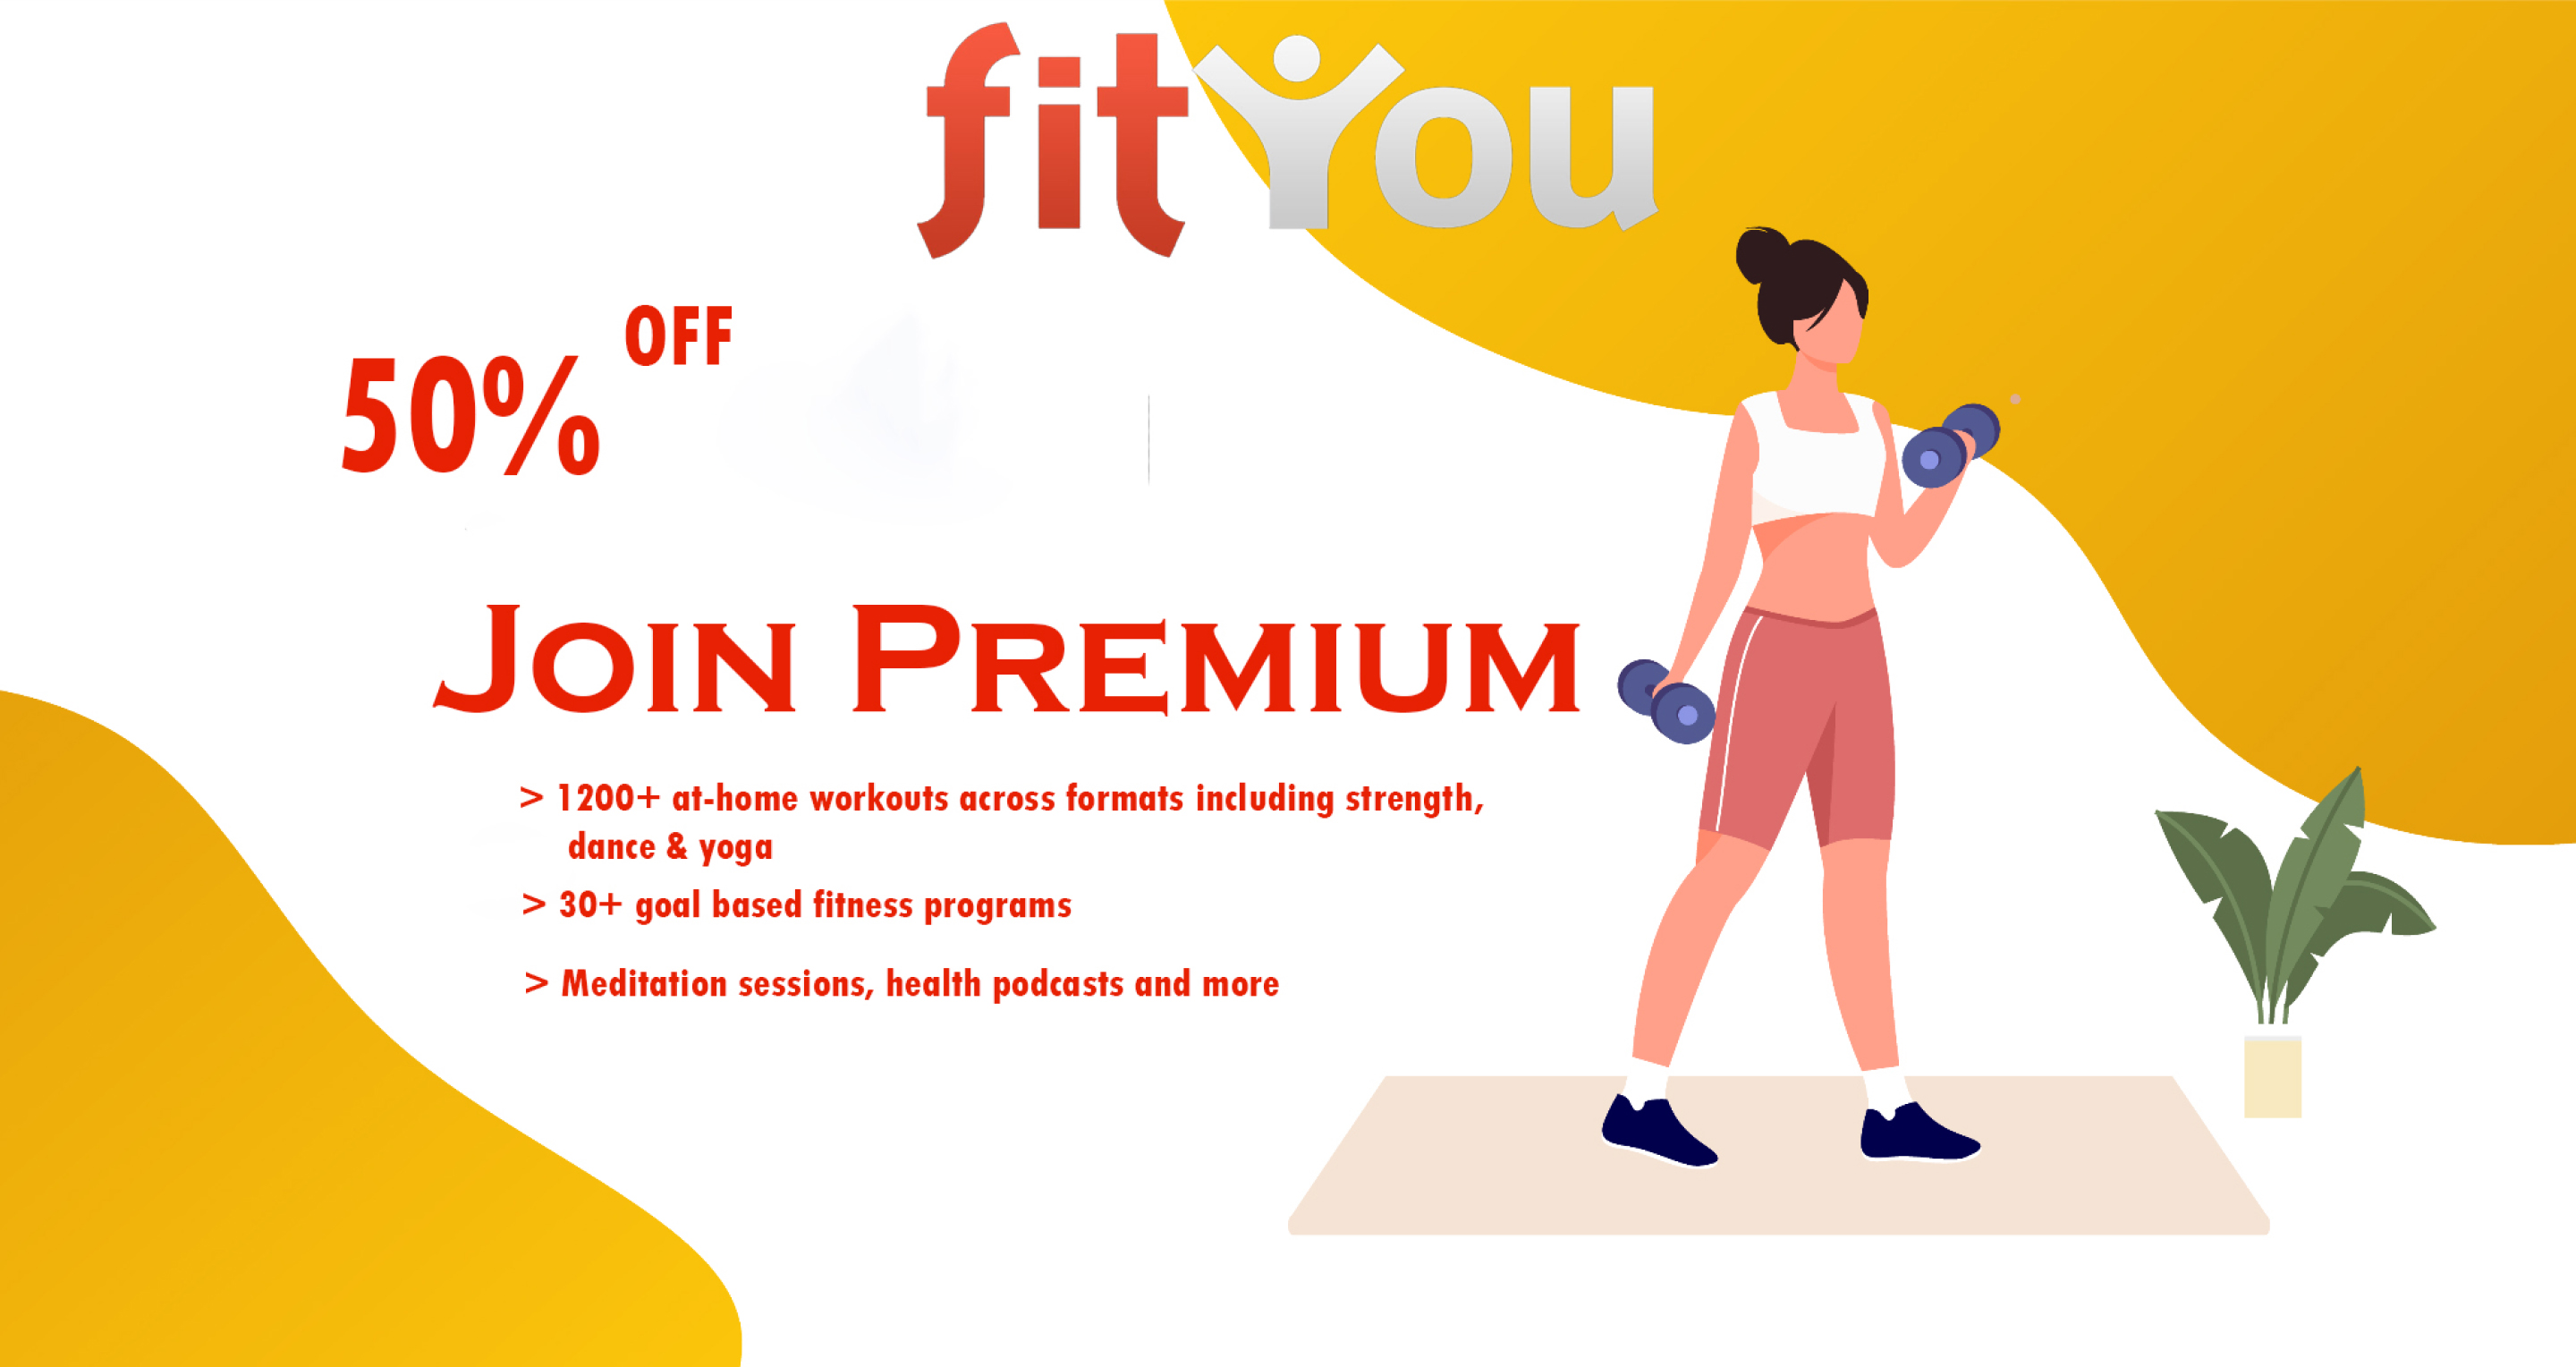 fitYou
50% OFF
JOIN PREMIUM
> 1200+ at-home workouts across formats including strength,
dance & yoga
> 30+ goal based fitness programs
> Meditation sessions, health podcasts and more